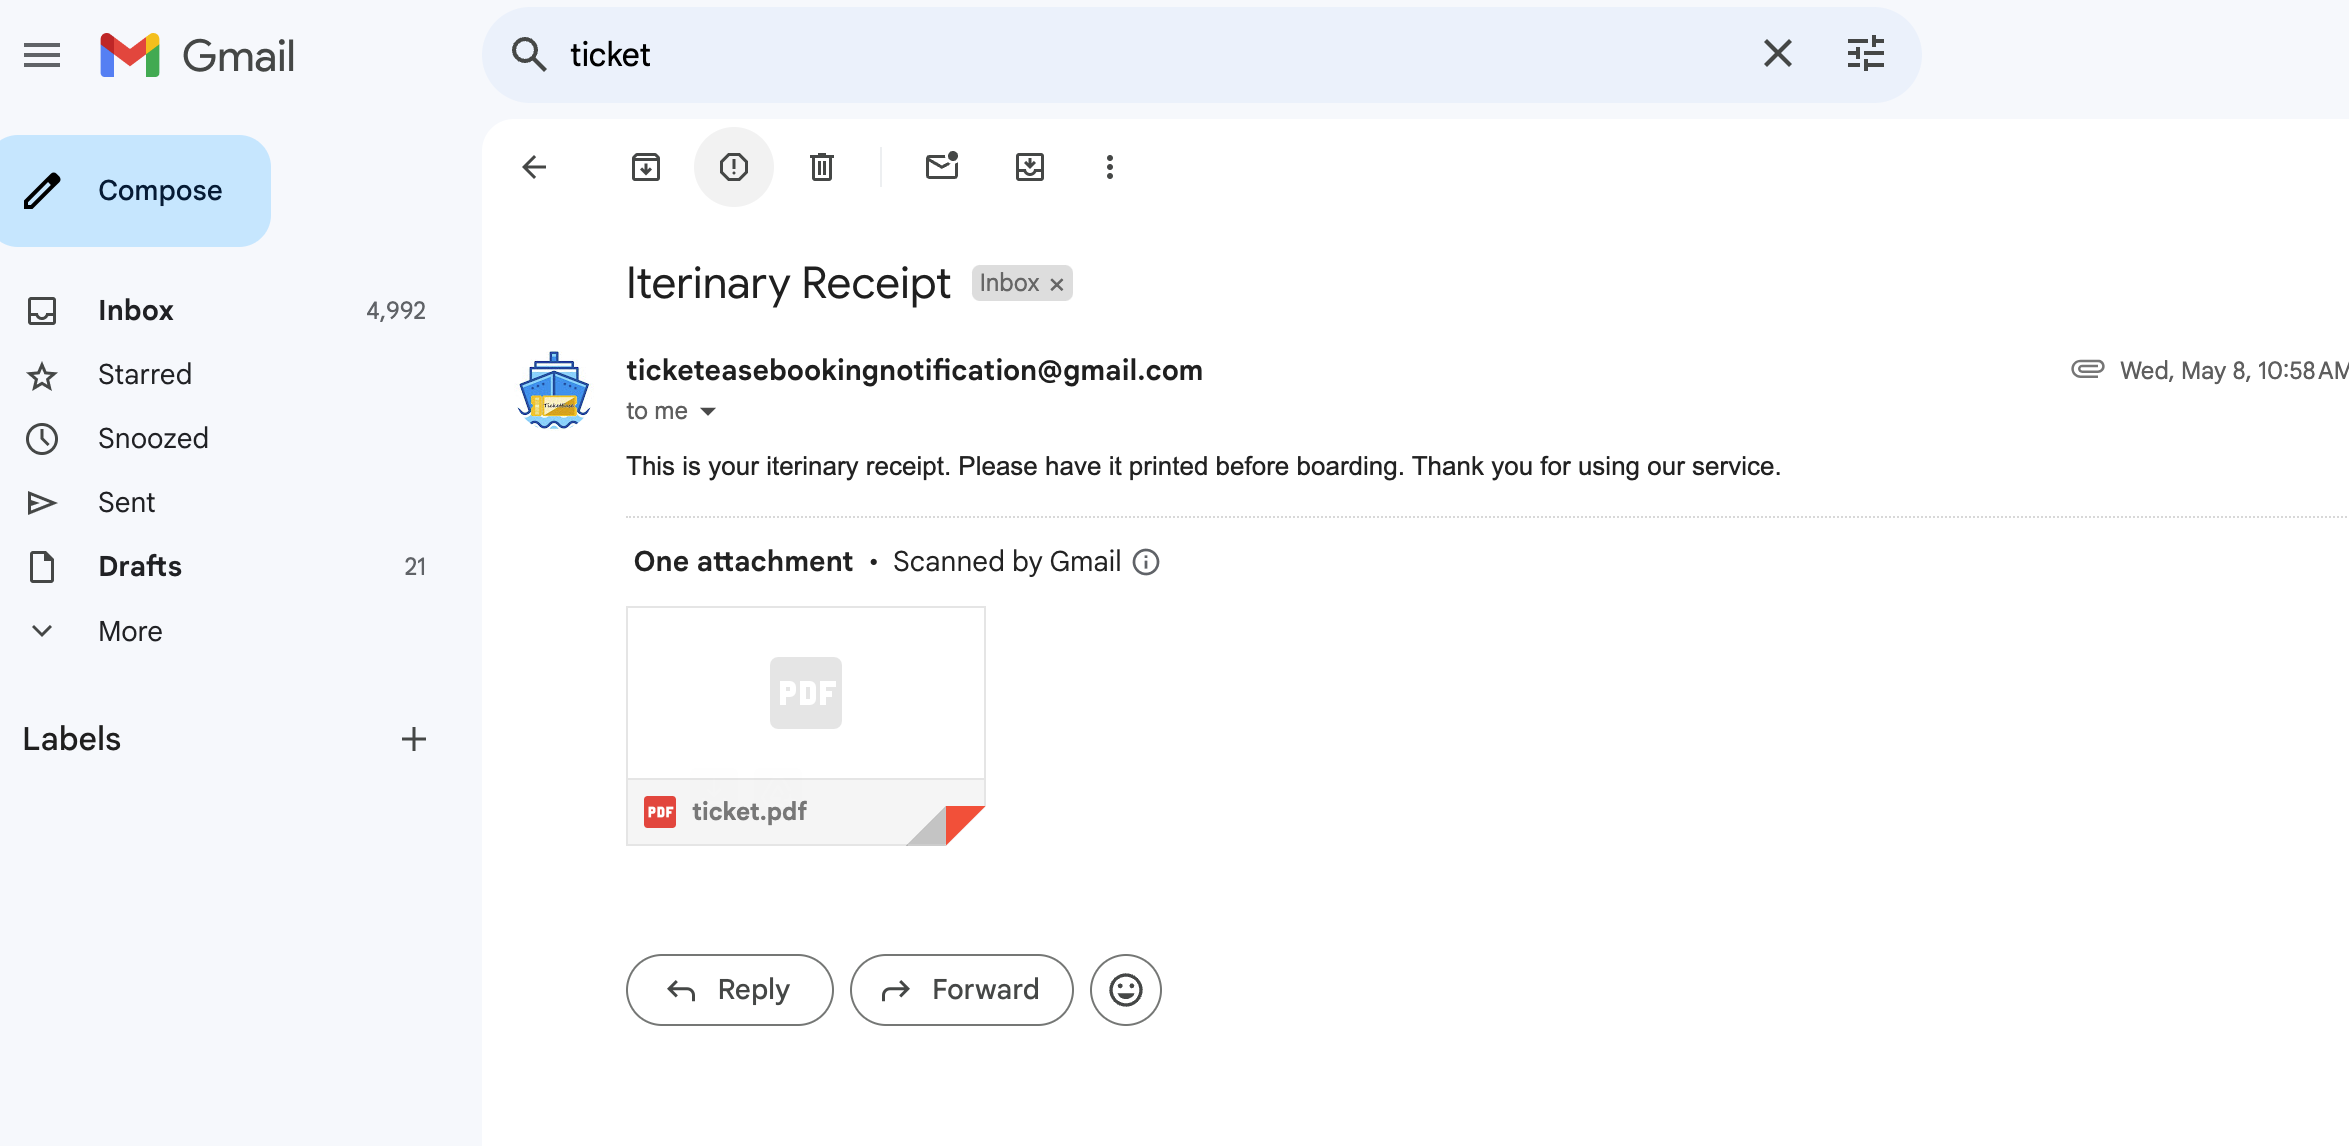 Gmail
ticket
Compose
Inbox 4,992
Starred
Snoozed
Sent
Drafts 21
More
Labels
Iterinary Receipt Inbox ×
ticketeasebookingnotification@gmail.com
Wed, May 8, 10:58 AM
to me
This is your iterinary receipt. Please have it printed before boarding. Thank you for using our service.
One attachment • Scanned by Gmail
PDF
PDF ticket.pdf
Reply
Forward